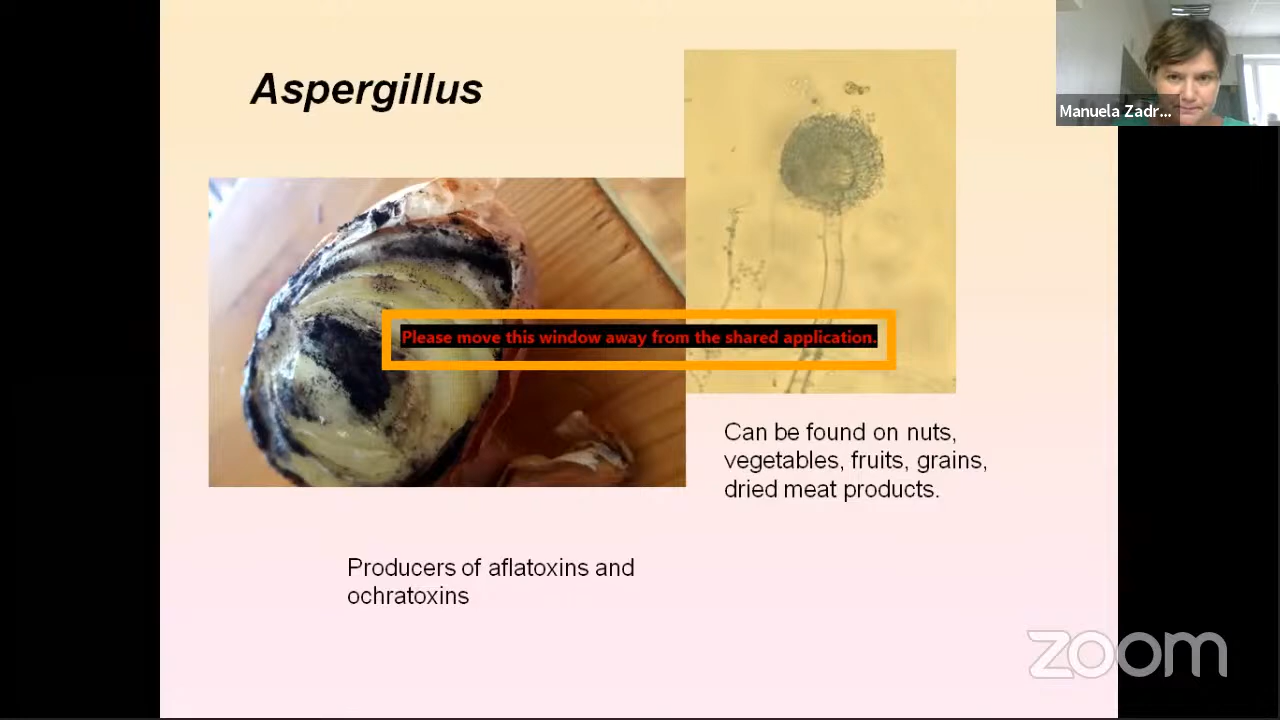 Aspergillus
Manuela Zadr...
Please move this window away from the shared application.
Can be found on nuts,
vegetables, fruits, grains,
dried meat products.
Producers of aflatoxins and
ochratoxins
zoom